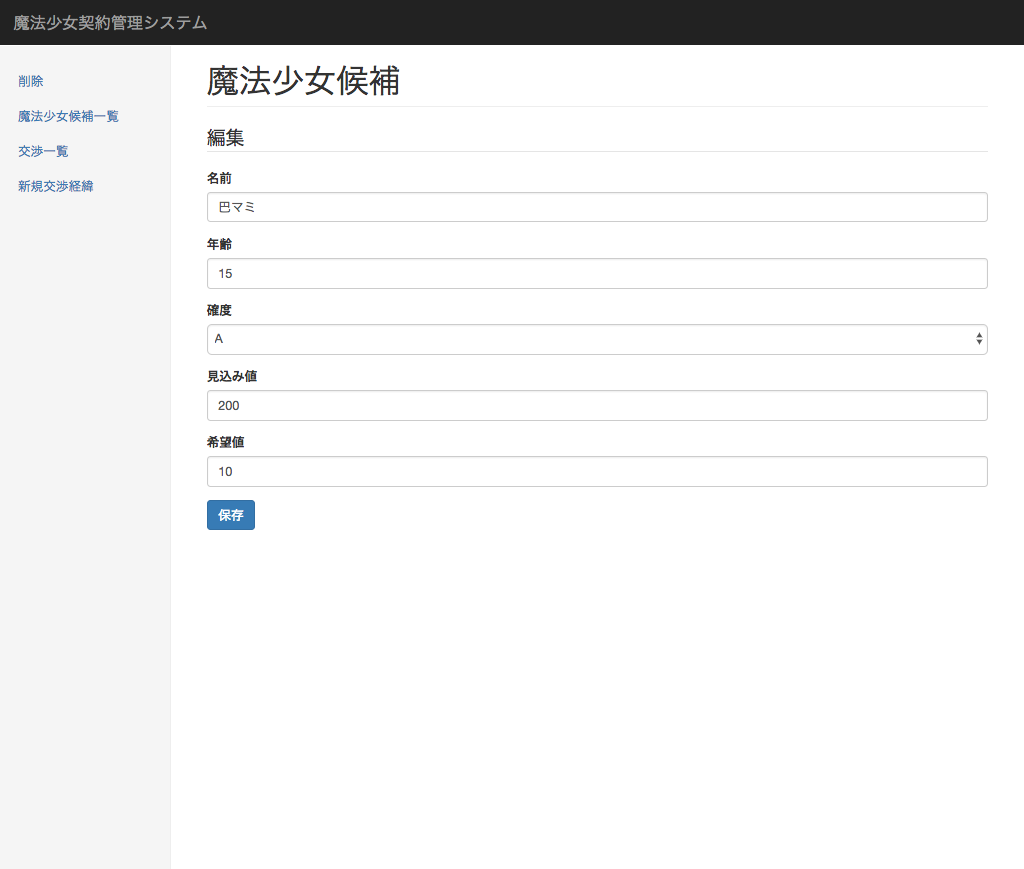 魔法少女契約管理システム
削除
魔法少女候補一覧
交渉一覧
新規交渉経緯
魔法少女候補
編集
名前
巴マミ
年齢
15
確度
A
見込み値
200
希望値
10
保存